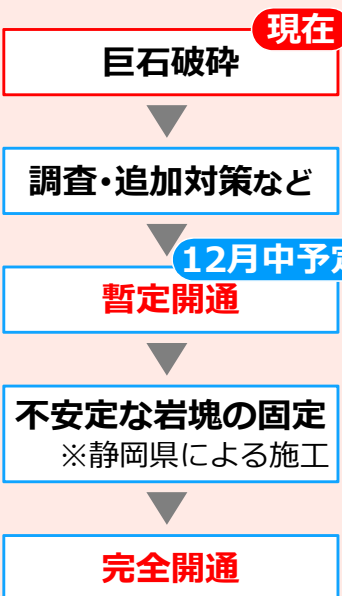 現在
巨石破砕
調査・追加対策など
12月中予定
暫定開通
不安定な岩塊の固定
※静岡県による施工
完全開通